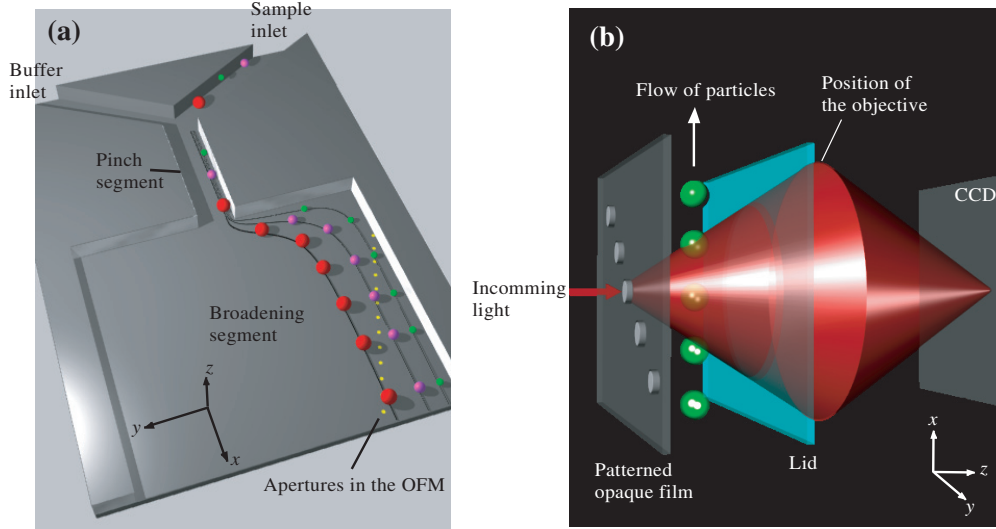 (a)
Sample
inlet
Buffer
inlet
Pinch
segment
Broadening
segment
z
y
x
Apertures in the OFM
(b)
Flow of particles
Position of
the objective
CCD
Incomming
light
Patterned
opaque film
Lid
x
z
y